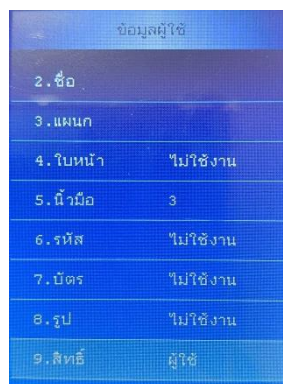 ข้อมูลผู้ใช้
2.ชื่อ
3.แผนก
4.ใบหน้า ไม่ใช้งาน
5.นิ้วมือ 3
6.รหัส ไม่ใช้งาน
7.บัตร ไม่ใช้งาน
8.รูป ไม่ใช้งาน
9.สิทธิ์ ผู้ใช้